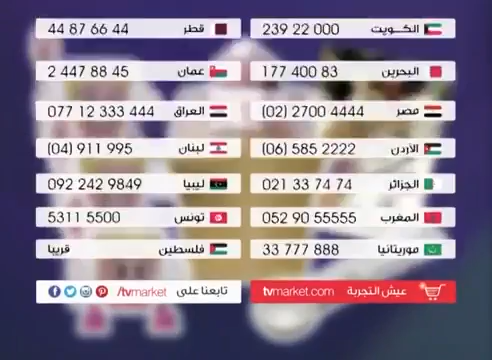 الكويت 239 22 000
قطر 44 87 66 44
البحرين 177 400 83
عمان 2 447 88 45
مصر (02) 2700 4444
العراق 077 12 333 444
الأردن (06) 585 2222
لبنان (04) 911 995
الجزائر 021 33 74 74
ليبيا 092 242 9849
المغرب 052 90 55555
تونس 5311 5500
موريتانيا 33 777 888
فلسطين قريبا
عيش التجربة tvmarket.com
تابعنا على /tvmarket